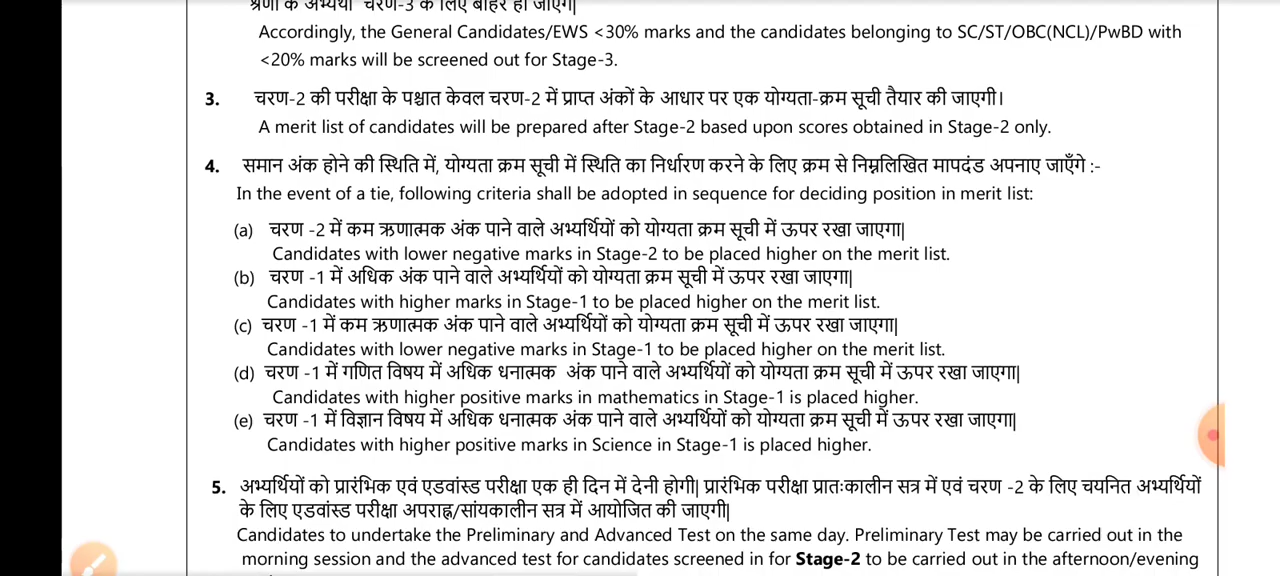 श्रेणी के अभ्यर्थी चरण-3 के लिए बाहर हो जाएंगे|
Accordingly, the General Candidates/EWS <30% marks and the candidates belonging to SC/ST/OBC(NCL)/PwBD with
<20% marks will be screened out for Stage-3.
3. चरण-2 की परीक्षा के पश्चात केवल चरण-2 में प्राप्त अंकों के आधार पर एक योग्यता-क्रम सूची तैयार की जाएगी।
A merit list of candidates will be prepared after Stage-2 based upon scores obtained in Stage-2 only.
4. समान अंक होने की स्थिति में, योग्यता क्रम सूची में स्थिति का निर्धारण करने के लिए क्रम से निम्नलिखित मापदंड अपनाए जाएँगे :-
In the event of a tie, following criteria shall be adopted in sequence for deciding position in merit list:
(a) चरण -2 में कम ऋणात्मक अंक पाने वाले अभ्यर्थियों को योग्यता क्रम सूची में ऊपर रखा जाएगा|
Candidates with lower negative marks in Stage-2 to be placed higher on the merit list.
(b) चरण -1 में अधिक अंक पाने वाले अभ्यर्थियों को योग्यता क्रम सूची में ऊपर रखा जाएगा|
Candidates with higher marks in Stage-1 to be placed higher on the merit list.
(c) चरण -1 में कम ऋणात्मक अंक पाने वाले अभ्यर्थियों को योग्यता क्रम सूची में ऊपर रखा जाएगा|
Candidates with lower negative marks in Stage-1 to be placed higher on the merit list.
(d) चरण -1 में गणित विषय में अधिक धनात्मक अंक पाने वाले अभ्यर्थियों को योग्यता क्रम सूची में ऊपर रखा जाएगा|
Candidates with higher positive marks in mathematics in Stage-1 is placed higher.
(e) चरण -1 में विज्ञान विषय में अधिक धनात्मक अंक पाने वाले अभ्यर्थियों को योग्यता क्रम सूची में ऊपर रखा जाएगा|
Candidates with higher positive marks in Science in Stage-1 is placed higher.
5. अभ्यर्थियों को प्रारंभिक एवं एडवांस्ड परीक्षा एक ही दिन में देनी होगी| प्रारंभिक परीक्षा प्रातःकालीन सत्र में एवं चरण -2 के लिए चयनित अभ्यर्थियों
के लिए एडवांस्ड परीक्षा अपराह्न/सांयकालीन सत्र में आयोजित की जाएगी|
Candidates to undertake the Preliminary and Advanced Test on the same day. Preliminary Test may be carried out in the
morning session and the advanced test for candidates screened in for Stage-2 to be carried out in the afternoon/evening